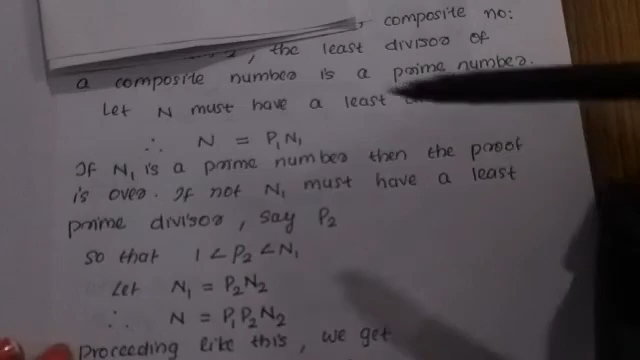 composite no:
, the least divisor of
a composite number is a prime number.
Let N must have a least
∴ N = P₁N₁
If N₁ is a prime number then the proof
is over. If not N₁ must have a least
prime divisor, say P₂
so that 1 < P₂ < N₁
Let N₁ = P₂N₂
∴ N = P₁P₂N₂
Proceeding like this, we get